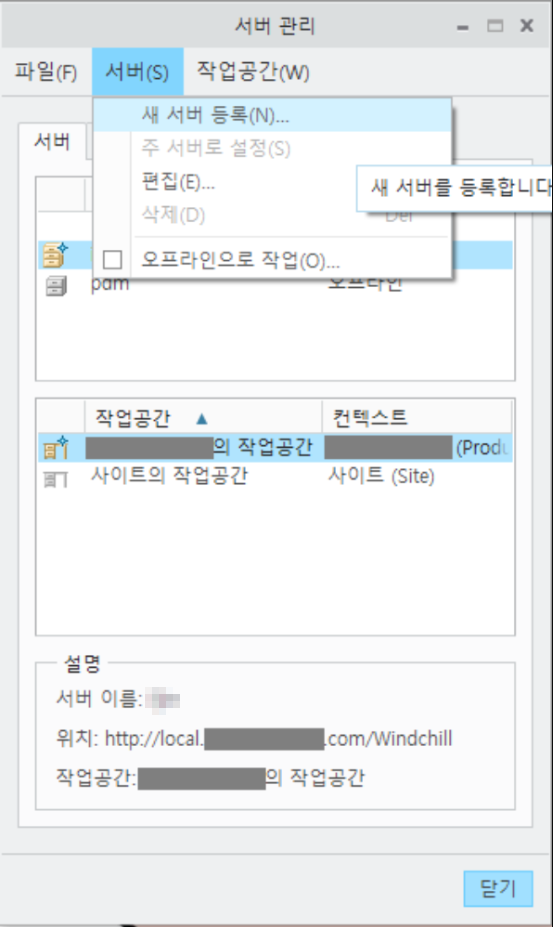 서버 관리
파일(F) 서버(S) 작업공간(W)
새 서버 등록(N)...
서버 주 서버로 설정(S)
편집(E)... 새 서버를 등록합니다
삭제(D) Del
오프라인으로 작업(O)...
pdm 오프라인
작업공간 컨텍스트
의 작업공간 (Produ
사이트의 작업공간 사이트 (Site)
설명
서버 이름:
위치: http://local. .com/Windchill
작업공간: 의 작업공간
닫기